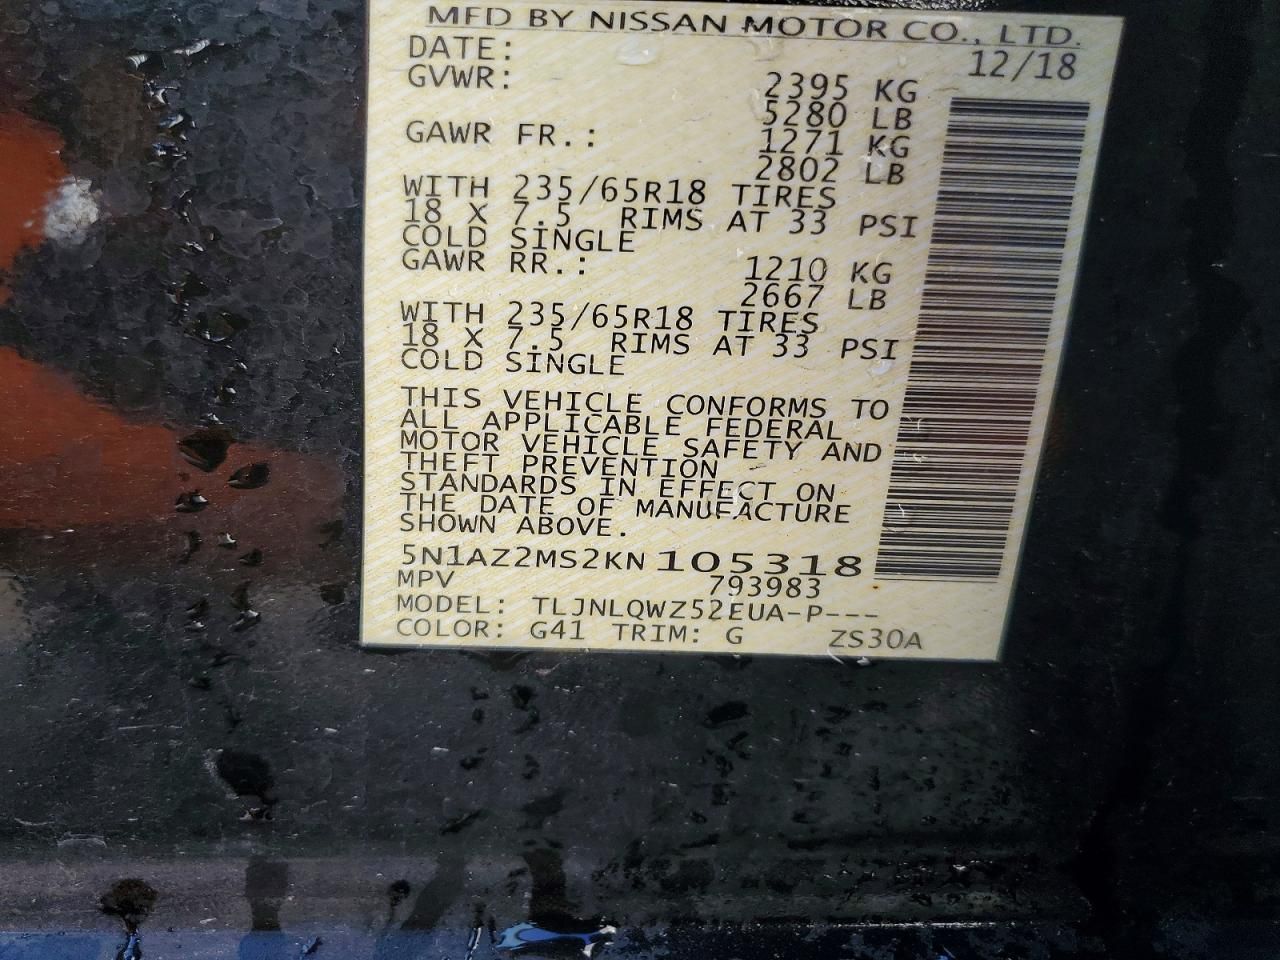 MFD BY NISSAN MOTOR CO., LTD.
DATE: 12/18
GVWR: 2395 KG
5280 LB
GAWR FR.: 1271 KG
2802 LB
WITH 235/65R18 TIRES
18 X 7.5 RIMS AT 33 PSI
COLD SINGLE
GAWR RR.: 1210 KG
2667 LB
WITH 235/65R18 TIRES
18 X 7.5 RIMS AT 33 PSI
COLD SINGLE
THIS VEHICLE CONFORMS TO
ALL APPLICABLE FEDERAL
MOTOR VEHICLE SAFETY AND
THEFT PREVENTION
STANDARDS IN EFFECT ON
THE DATE OF MANUFACTURE
SHOWN ABOVE.
5N1AZ2MS2KN105318
MPV 793983
MODEL: TLJNLQWZ52EUA-P---
COLOR: G41 TRIM: G ZS30A